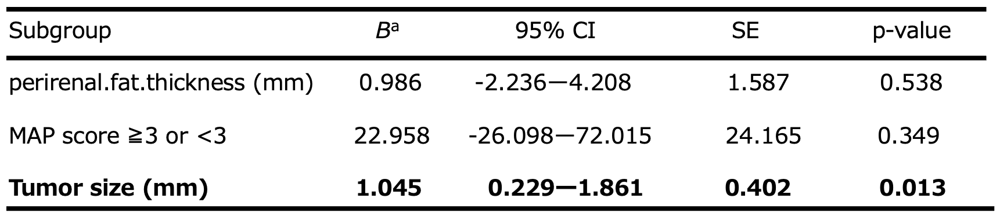 Subgroup Bª 95% CI SE p-value
perirenal.fat.thickness (mm) 0.986 -2.236—4.208 1.587 0.538
MAP score ≧3 or <3 22.958 -26.098—72.015 24.165 0.349
Tumor size (mm) 1.045 0.229—1.861 0.402 0.013